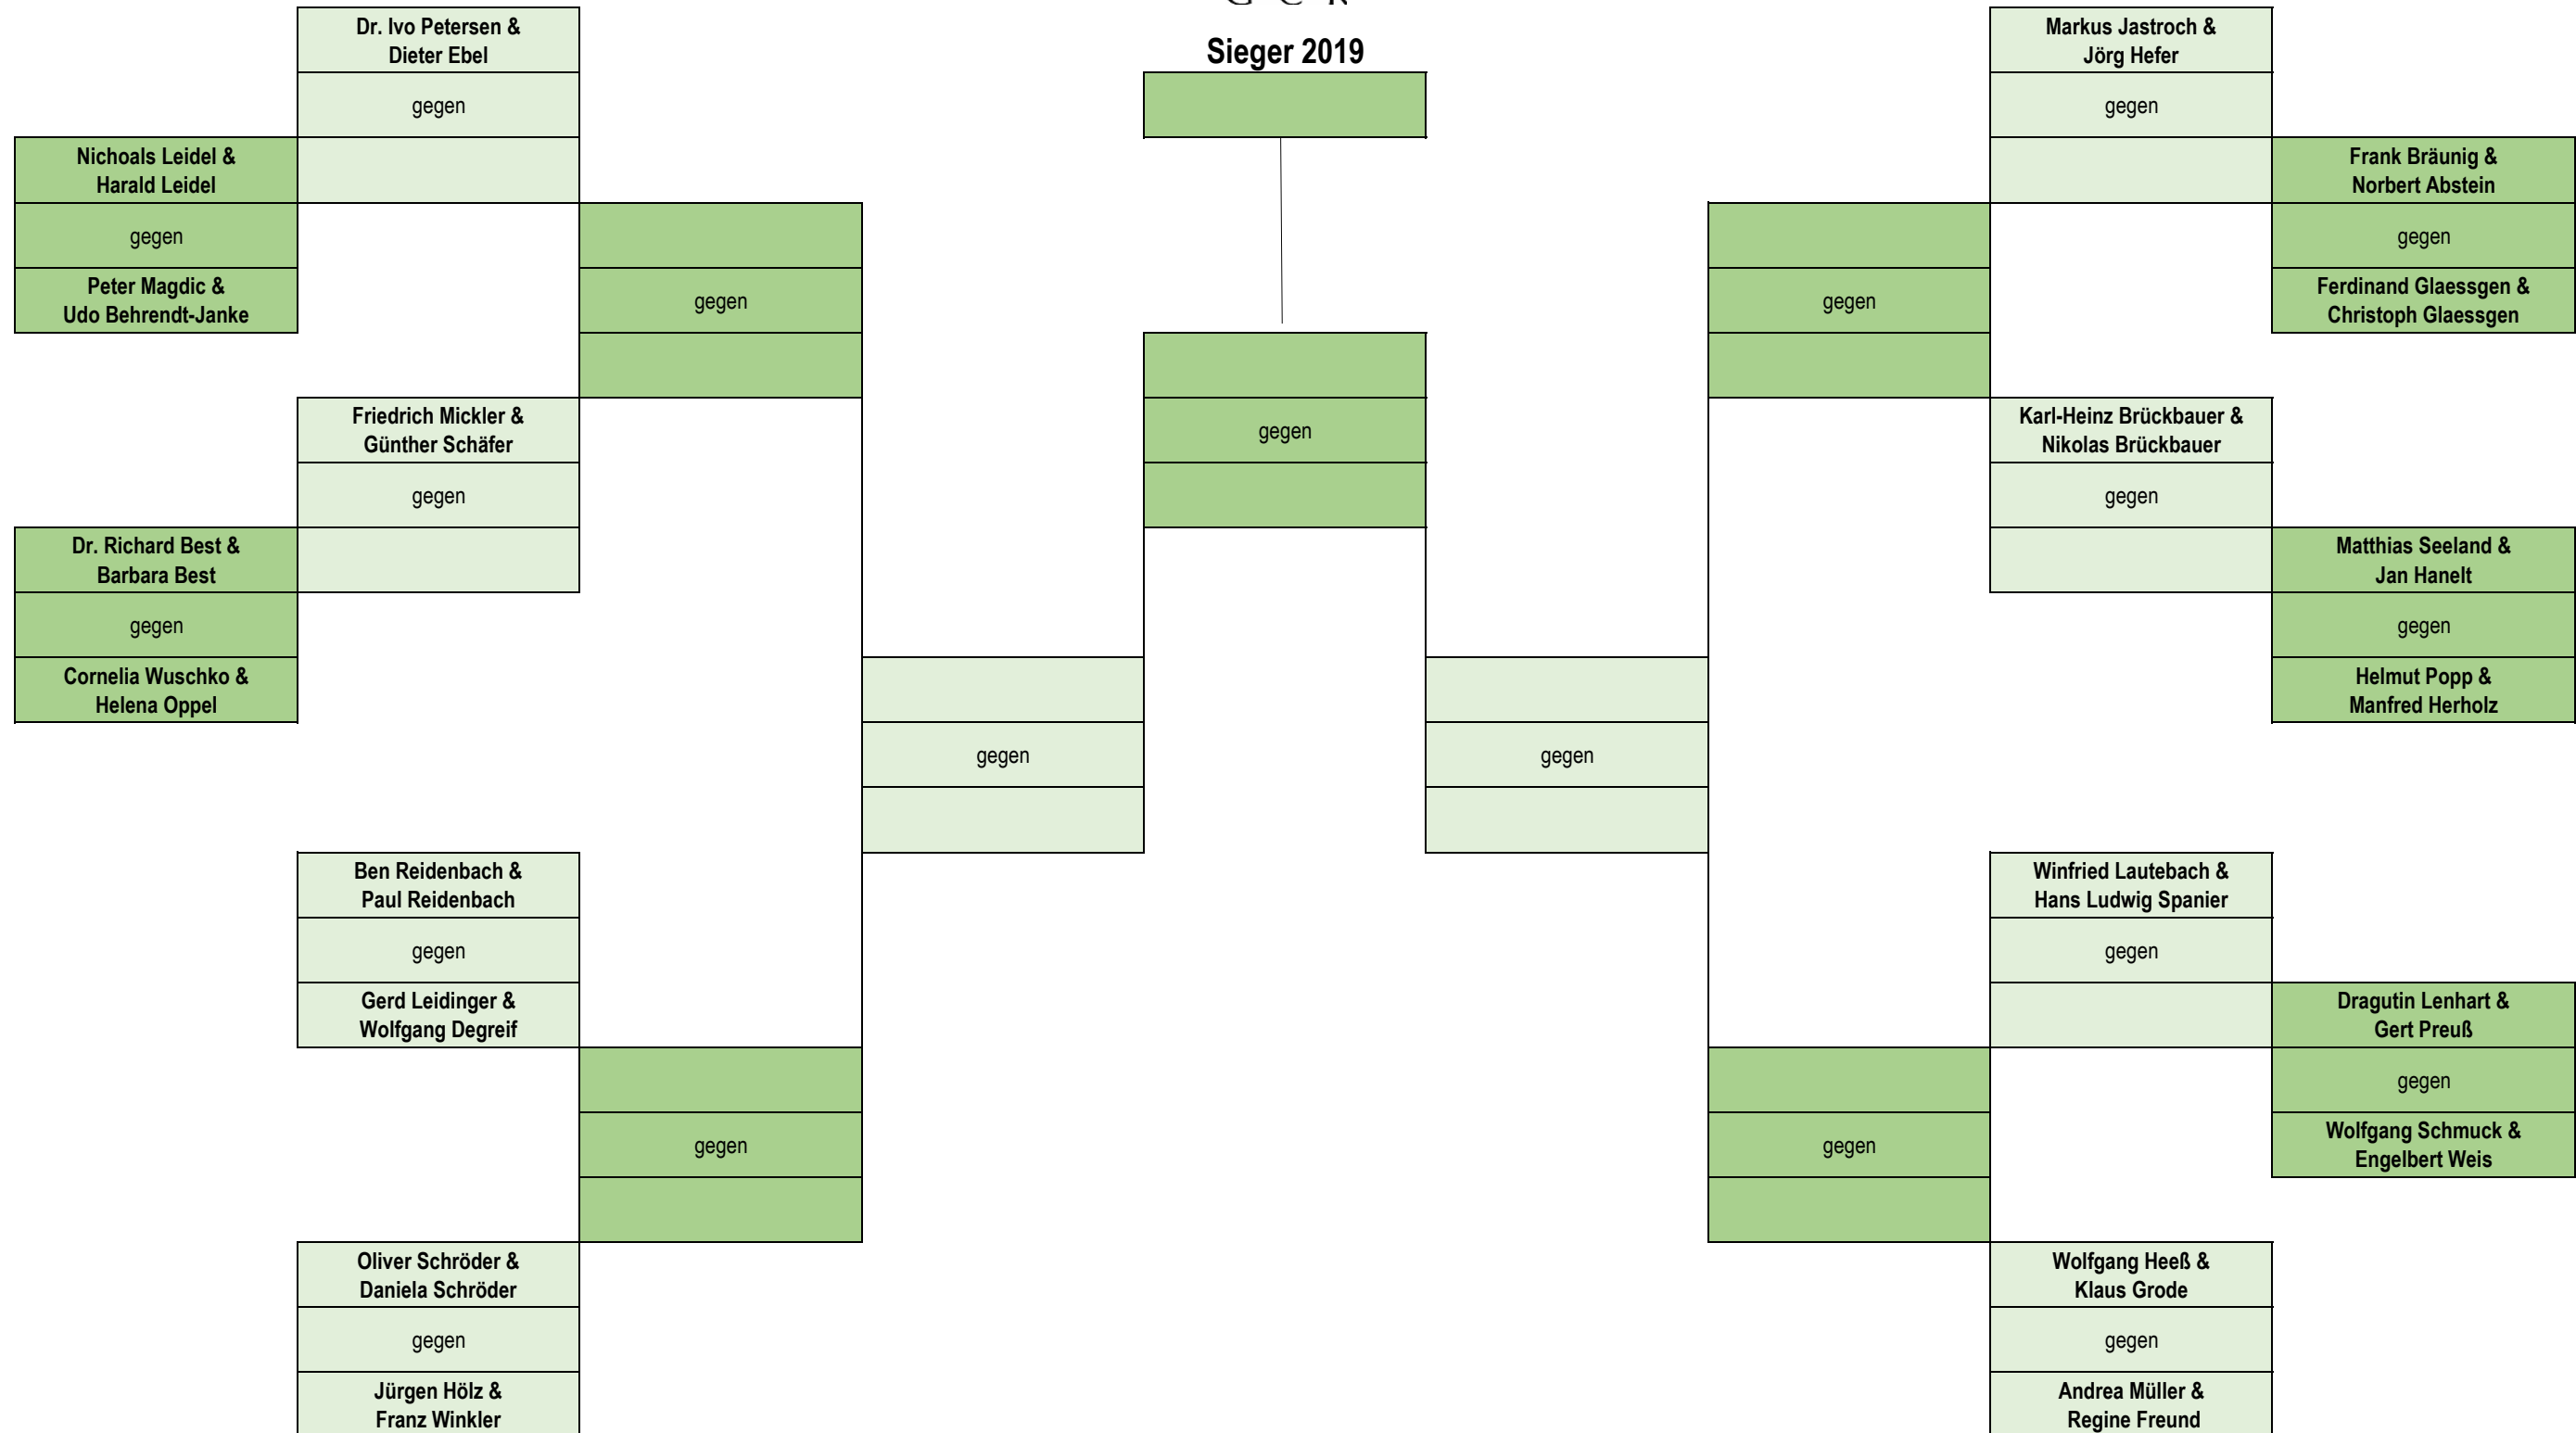 Sieger 2019
Dr. Ivo Petersen &
Dieter Ebel
gegen
Nichoals Leidel &
Harald Leidel
gegen
Peter Magdic &
Udo Behrendt-Janke
gegen
Friedrich Mickler &
Günther Schäfer
gegen
Dr. Richard Best &
Barbara Best
gegen
Cornelia Wuschko &
Helena Oppel
Ben Reidenbach &
Paul Reidenbach
gegen
Gerd Leidinger &
Wolfgang Degreif
gegen
Oliver Schröder &
Daniela Schröder
gegen
Jürgen Hölz &
Franz Winkler
gegen
gegen
gegen
Markus Jastroch &
Jörg Hefer
gegen
Frank Bräunig &
Norbert Abstein
gegen
Ferdinand Glaessgen &
Christoph Glaessgen
gegen
Karl-Heinz Brückbauer &
Nikolas Brückbauer
gegen
Matthias Seeland &
Jan Hanelt
gegen
Helmut Popp &
Manfred Herholz
Winfried Lautebach &
Hans Ludwig Spanier
gegen
Dragutin Lenhart &
Gert Preuß
gegen
Wolfgang Schmuck &
Engelbert Weis
gegen
Wolfgang Heeß &
Klaus Grode
gegen
Andrea Müller &
Regine Freund